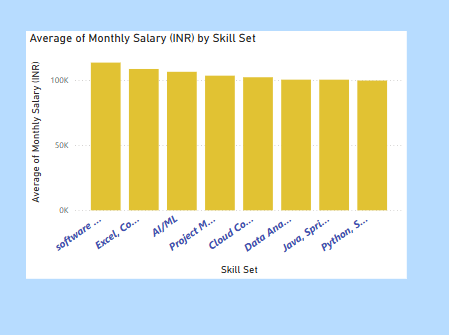 Average of Monthly Salary (INR) by Skill Set
Average of Monthly Salary (INR)
100K
50K
0K
software ...
Excel, Co...
AI/ML
Project M...
Cloud Co...
Data Ana...
Java, Spri...
Python, S...
Skill Set